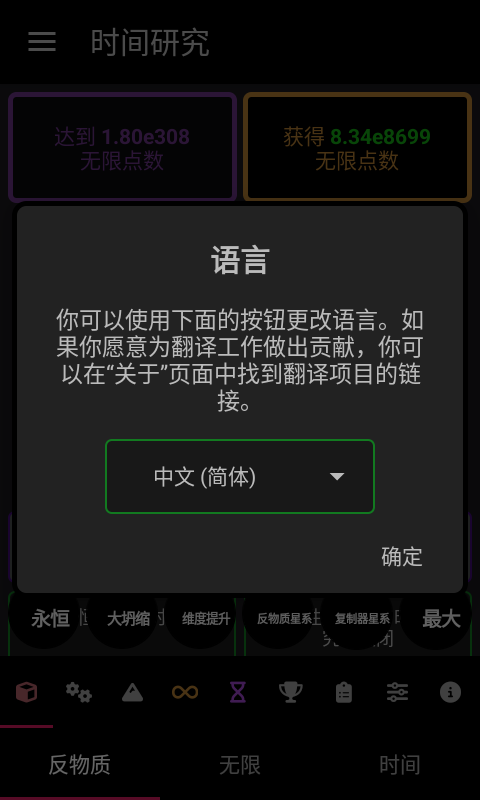 时间研究
达到 1.80e308
无限点数
获得 8.34e8699
无限点数
语言
你可以使用下面的按钮更改语言。如
果你愿意为翻译工作做出贡献，你可
以在“关于”页面中找到翻译项目的链
接。
中文 (简体)
确定
永恒
大坍缩
维度提升
反物质星系
复制器星系
最大
反物质
无限
时间